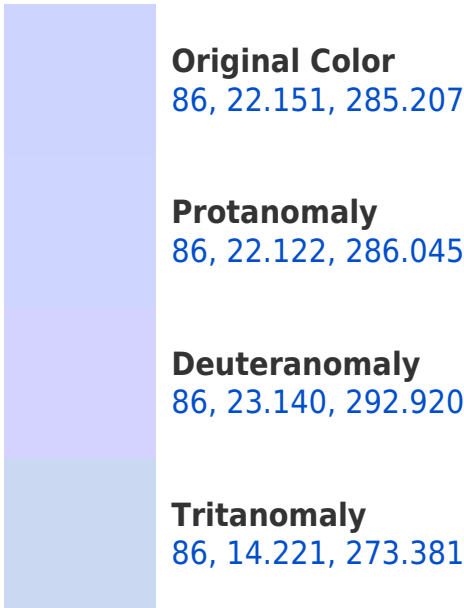 Original Color
86, 22.151, 285.207
Protanomaly
86, 22.122, 286.045
Deuteranomaly
86, 23.140, 292.920
Tritanomaly
86, 14.221, 273.381